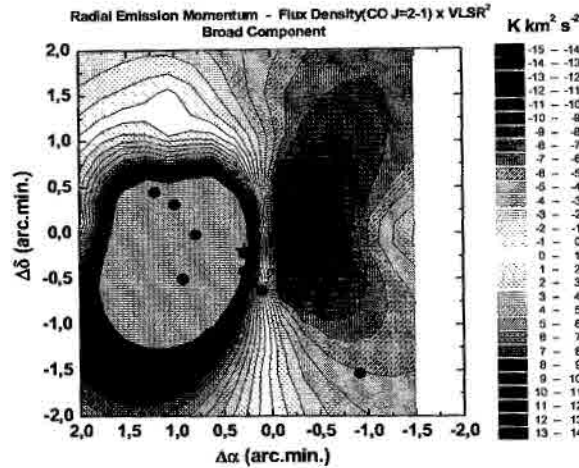 Radial Emission Momentum - Flux Density(CO J=2-1) x VLSR²
Broad Component
K km² s⁻²
2,0
1,5
1,0
0,5
0,0
-0,5
-1,0
-1,5
-2,0
Δδ (arc.min.)
2,0 1,5 1,0 0,5 0,0 -0,5 -1,0 -1,5 -2,0
Δα (arc.min.)
-15 - -14
-14 - -13
-13 - -12
-12 - -11
-11 - -10
-10 - -9
-9 - -8
-8 - -7
-7 - -6
-6 - -5
-5 - -4
-4 - -3
-3 - -2
-2 - -1
-1 - 0
0 - 1
1 - 2
2 - 3
3 - 4
4 - 5
5 - 6
6 - 7
7 - 8
8 - 9
9 - 10
10 - 11
11 - 12
12 - 13
13 - 14